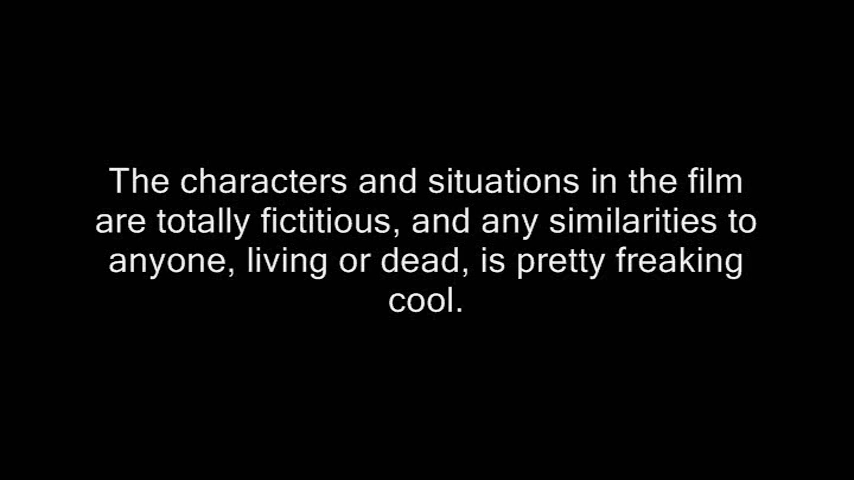 The characters and situations in the film
are totally fictitious, and any similarities to
anyone, living or dead, is pretty freaking
cool.